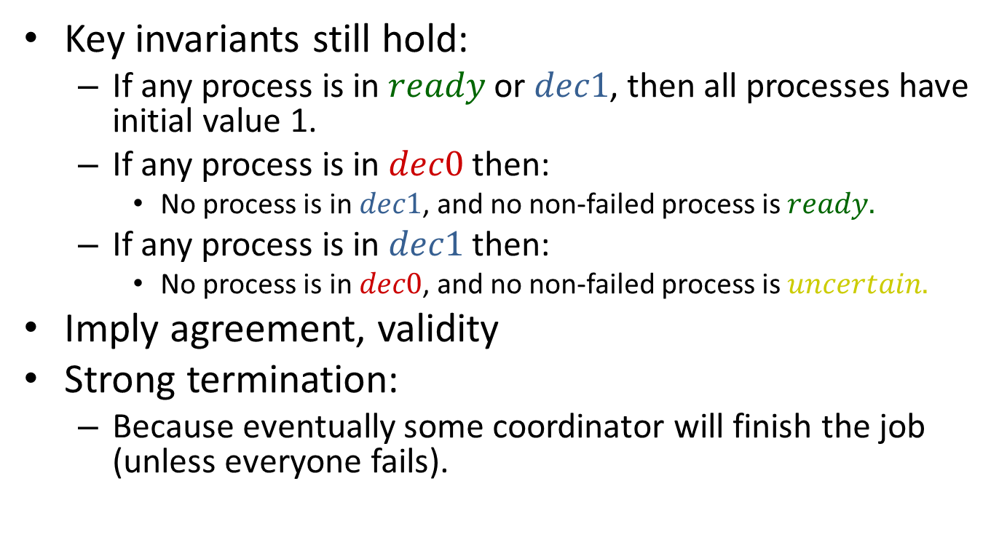 • Key invariants still hold:
– If any process is in ready or dec1, then all processes have
initial value 1.
– If any process is in dec0 then:
• No process is in dec1, and no non-failed process is ready.
– If any process is in dec1 then:
• No process is in dec0, and no non-failed process is uncertain.
• Imply agreement, validity
• Strong termination:
– Because eventually some coordinator will finish the job
(unless everyone fails).